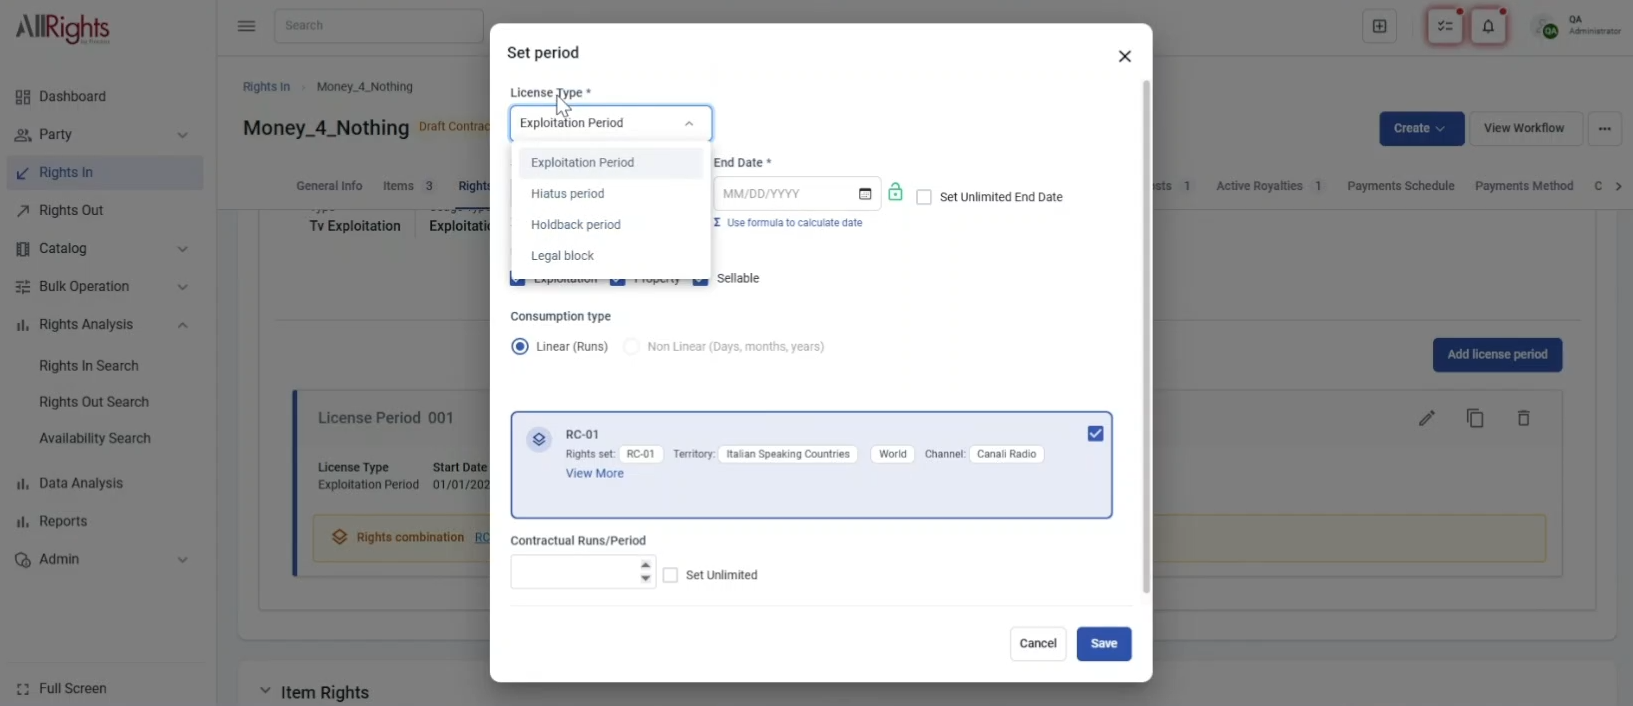 AllRights
Search
QA
QA
Administrator
Dashboard
Party
Rights In
Rights Out
Catalog
Bulk Operation
Rights Analysis
Rights In Search
Rights Out Search
Availability Search
Data Analysis
Reports
Admin
Full Screen
Rights In › Money_4_Nothing
Money_4_Nothing Draft Contrac
Create View Workflow
General Info Items 3 Rights
sts 1 Active Royalties 1 Payments Schedule Payments Method C
Tv Exploitation Exploitatio
Add license period
License Period 001
License Type Start Date
Exploitation Period 01/01/202
Rights combination RC
Item Rights
Set period
License Type *
Exploitation Period
Exploitation Period
Hiatus period
Holdback period
Legal block
End Date *
MM/DD/YYYY Set Unlimited End Date
Σ Use formula to calculate date
Exploitation Property Sellable
Consumption type
Linear (Runs) Non Linear (Days, months, years)
RC-01
Rights set: RC-01 Territory: Italian Speaking Countries World Channel: Canali Radio
View More
Contractual Runs/Period
Set Unlimited
Cancel Save